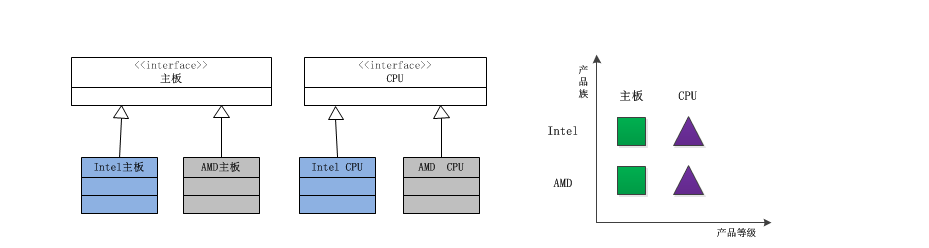 <<interface>>
主板
<<interface>>
CPU
Intel主板
AMD主板
Intel CPU
AMD CPU
产品族
主板 CPU
Intel
AMD
产品等级